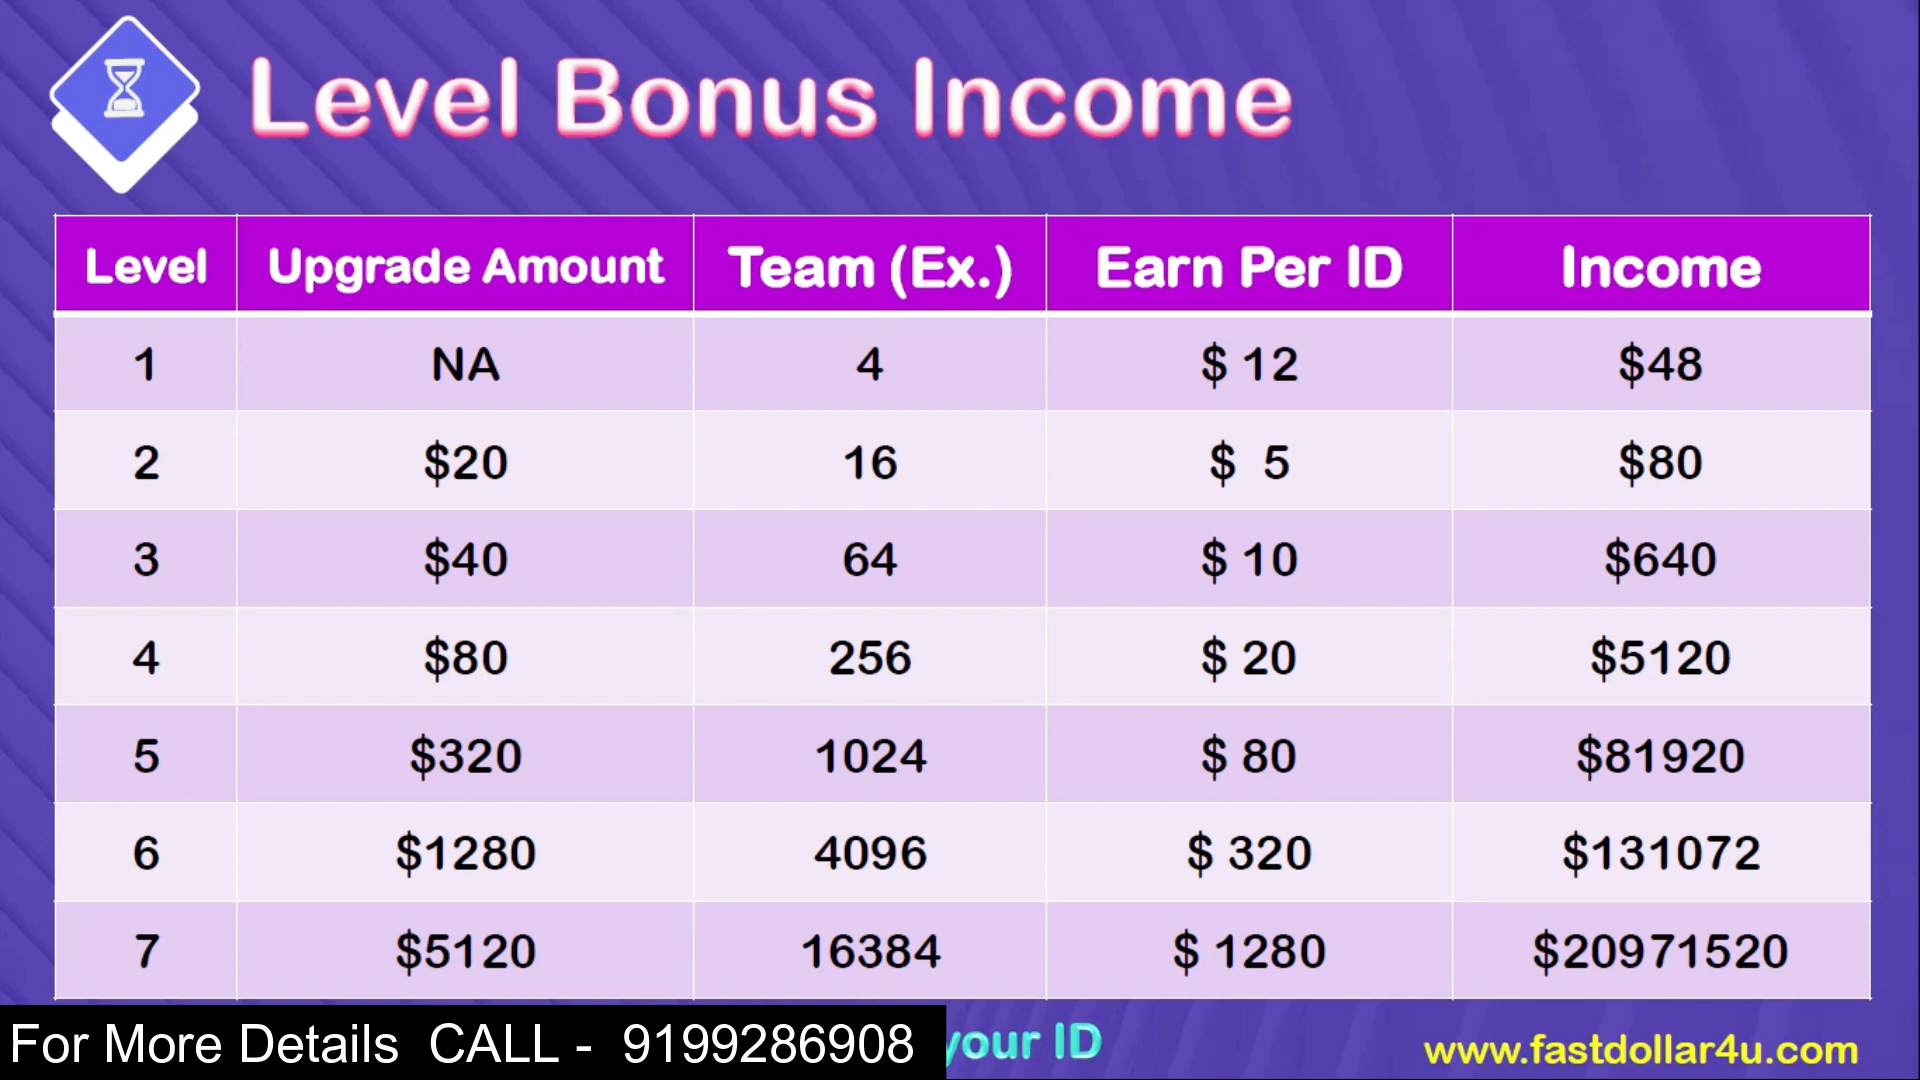 Level Bonus Income
Level Upgrade Amount Team (Ex.) Earn Per ID Income
1 NA 4 $ 12 $48
2 $20 16 $ 5 $80
3 $40 64 $ 10 $640
4 $80 256 $ 20 $5120
5 $320 1024 $ 80 $81920
6 $1280 4096 $ 320 $131072
7 $5120 16384 $ 1280 $20971520
For More Details CALL - 9199286908 your ID
www.fastdollar4u.com